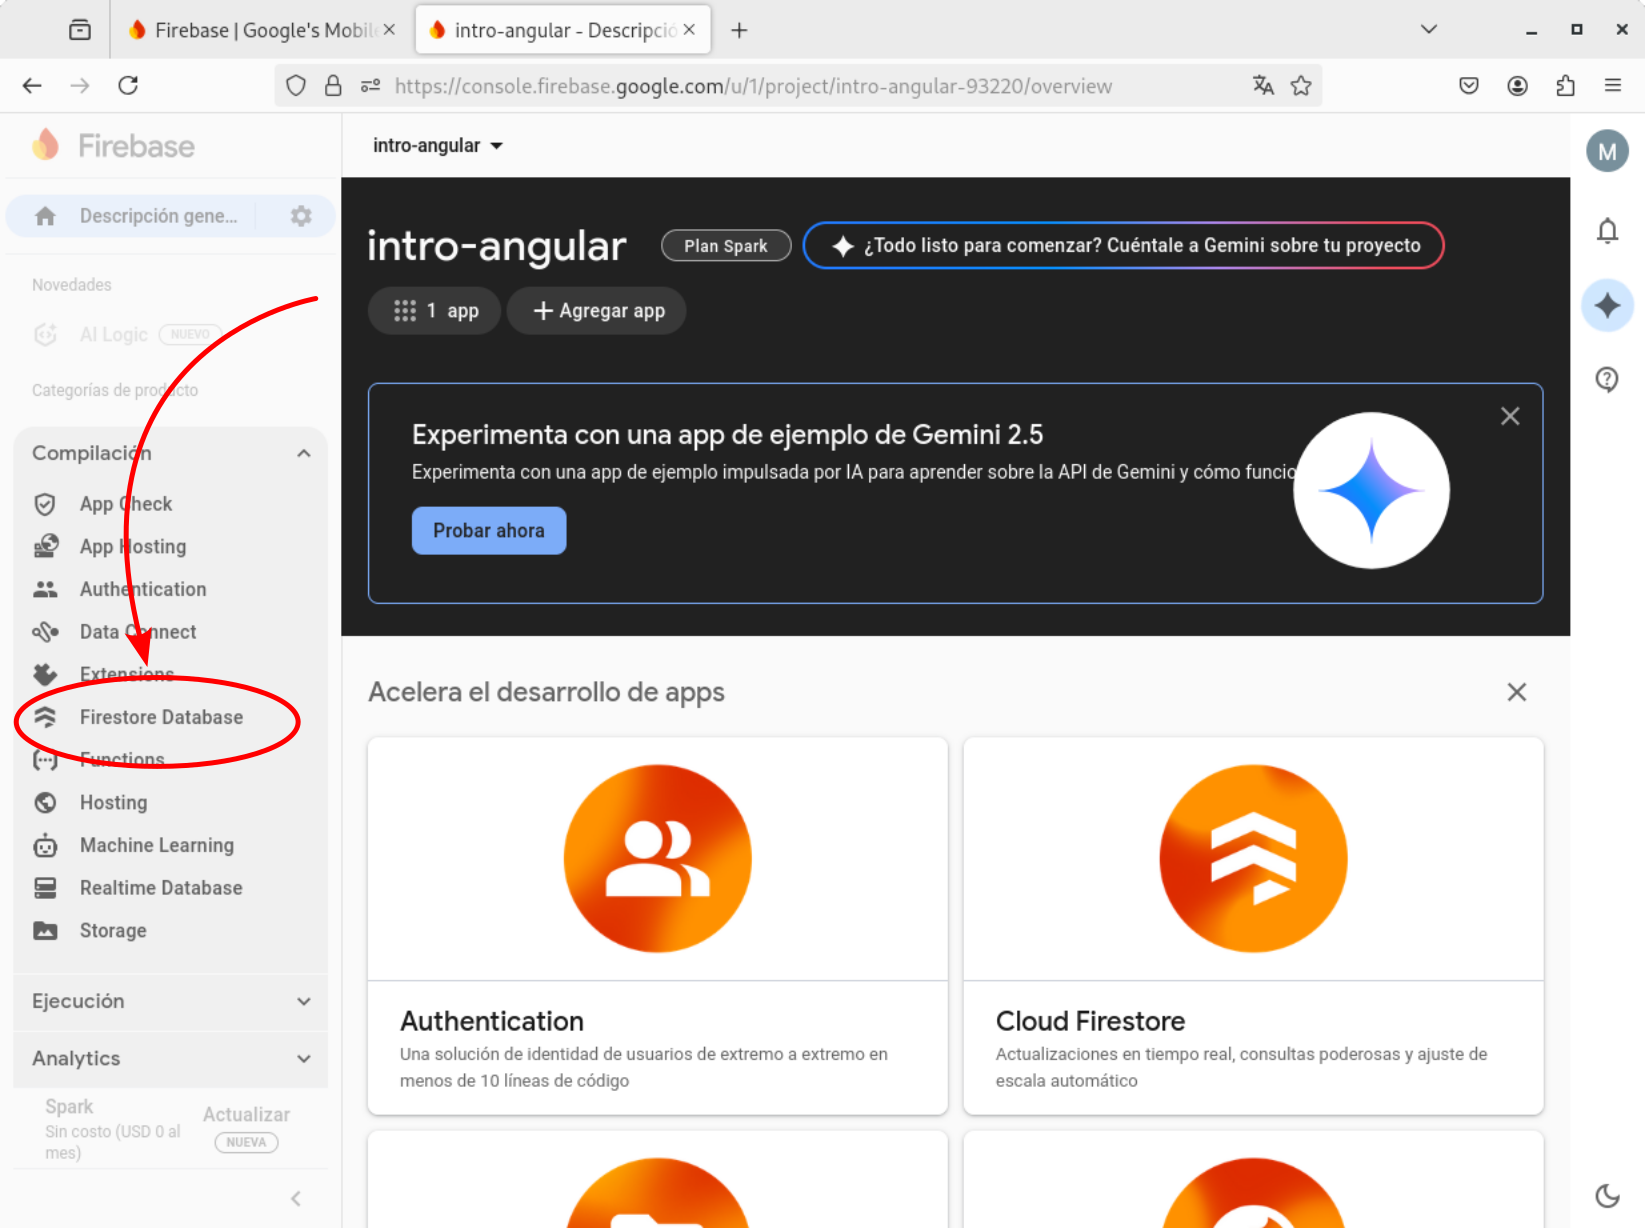 Firebase | Google's Mobile
intro-angular - Descripció
https://console.firebase.google.com/u/1/project/intro-angular-93220/overview
Firebase
intro-angular
M
Descripción gene...
intro-angular
Plan Spark
¿Todo listo para comenzar? Cuéntale a Gemini sobre tu proyecto
1 app
Agregar app
Novedades
AI Logic
NUEVO
Categorías de producto
Experimenta con una app de ejemplo de Gemini 2.5
Experimenta con una app de ejemplo impulsada por IA para aprender sobre la API de Gemini y cómo funcio
Probar ahora
Compilación
App Check
App Hosting
Authentication
Data Connect
Extensions
Firestore Database
Functions
Hosting
Machine Learning
Realtime Database
Storage
Ejecución
Analytics
Spark
Sin costo (USD 0 al
mes)
Actualizar
NUEVA
Acelera el desarrollo de apps
Authentication
Una solución de identidad de usuarios de extremo a extremo en
menos de 10 líneas de código
Cloud Firestore
Actualizaciones en tiempo real, consultas poderosas y ajuste de
escala automático